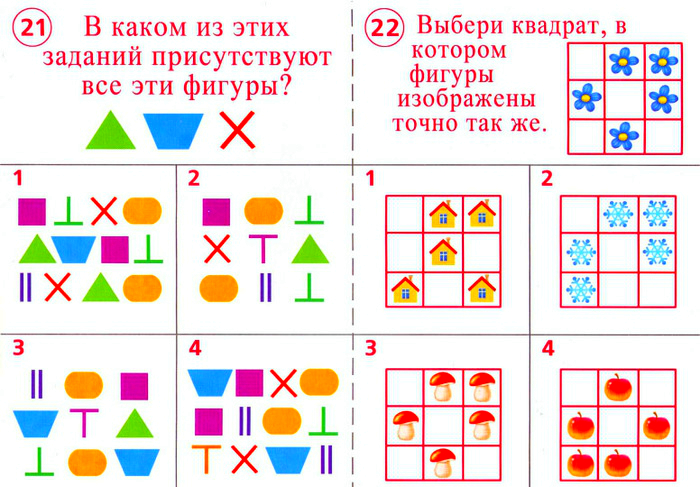 21
В каком из этих
заданий присутствуют
все эти фигуры?
1
2
3
4
22
Выбери квадрат, в
котором
фигуры
изображены
точно так же.
1
2
3
4